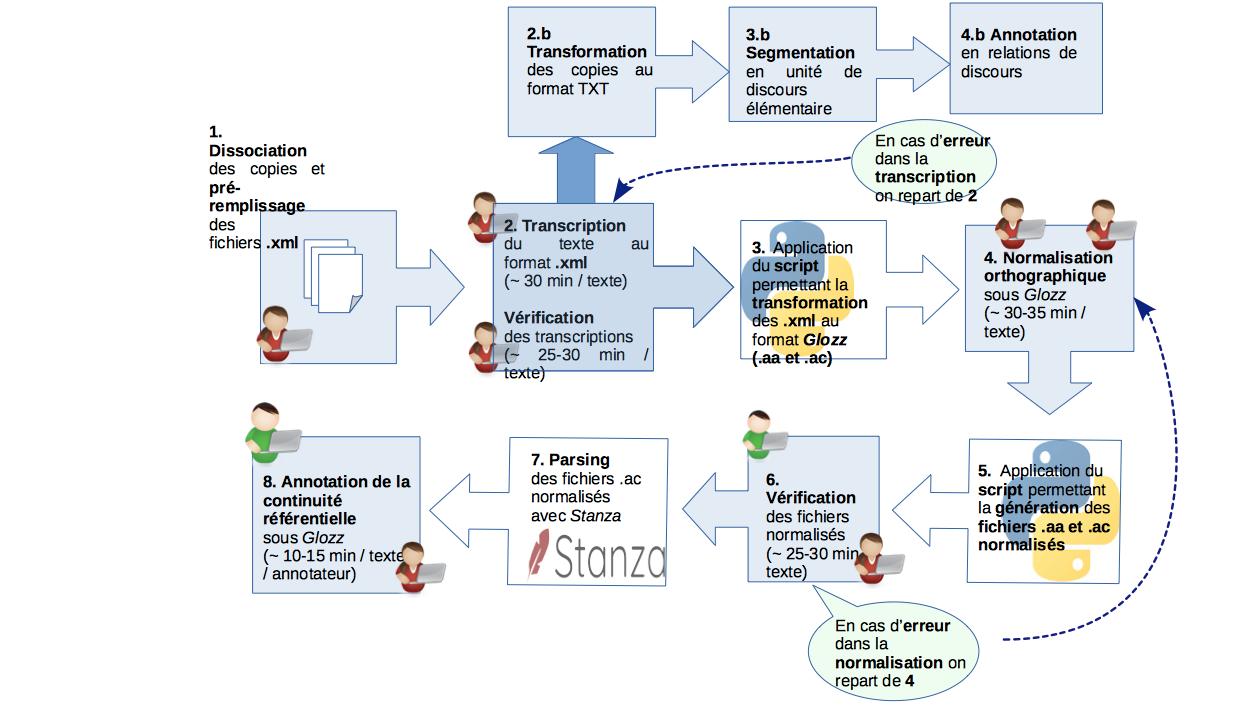 2.b
Transformation
des copies au
format TXT
3.b
Segmentation
en unité de
discours
élémentaire
4.b Annotation
en relations de
discours
1.
Dissociation
des copies et
pré-
remplissage
des
fichiers .xml
En cas d'erreur
dans la
transcription
on repart de 2
2. Transcription
du texte au
format .xml
(~ 30 min / texte)
Vérification
des transcriptions
(~ 25-30 min /
texte)
3. Application
du script
permettant la
transformation
des .xml au
format Glozz
(.aa et .ac)
4. Normalisation
orthographique
sous Glozz
(~ 30-35 min /
texte)
5. Application du
script permettant
la génération des
fichiers .aa et .ac
normalisés
6.
Vérification
des fichiers
normalisés
(~ 25-30 min
texte)
7. Parsing
des fichiers .ac
normalisés
avec Stanza
Stanza
8. Annotation de la
continuité
référentielle
sous Glozz
(~ 10-15 min / texte
/ annotateur)
En cas d'erreur
dans la
normalisation on
repart de 4